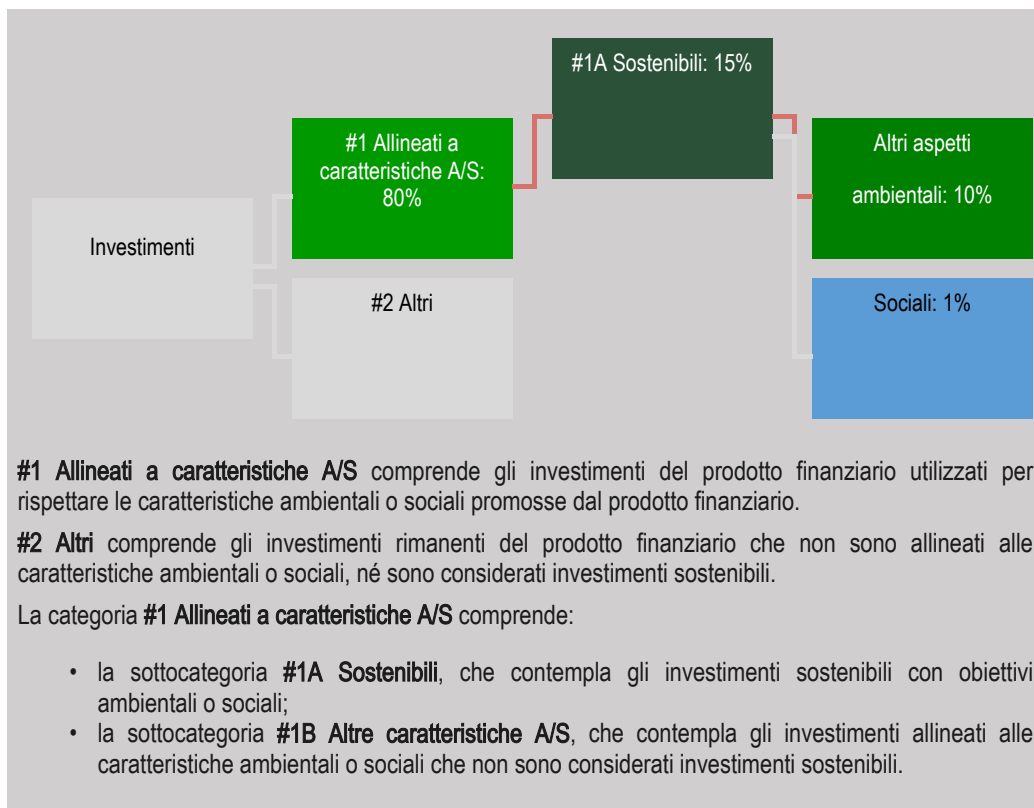 #1A Sostenibili: 15%
#1 Allineati a
caratteristiche A/S:
80%
Altri aspetti
ambientali: 10%
Investimenti
#2 Altri
Sociali: 1%
#1 Allineati a caratteristiche A/S comprende gli investimenti del prodotto finanziario utilizzati per
rispettare le caratteristiche ambientali o sociali promosse dal prodotto finanziario.
#2 Altri comprende gli investimenti rimanenti del prodotto finanziario che non sono allineati alle
caratteristiche ambientali o sociali, né sono considerati investimenti sostenibili.
La categoria #1 Allineati a caratteristiche A/S comprende:
• la sottocategoria #1A Sostenibili, che contempla gli investimenti sostenibili con obiettivi
ambientali o sociali;
• la sottocategoria #1B Altre caratteristiche A/S, che contempla gli investimenti allineati alle
caratteristiche ambientali o sociali che non sono considerati investimenti sostenibili.